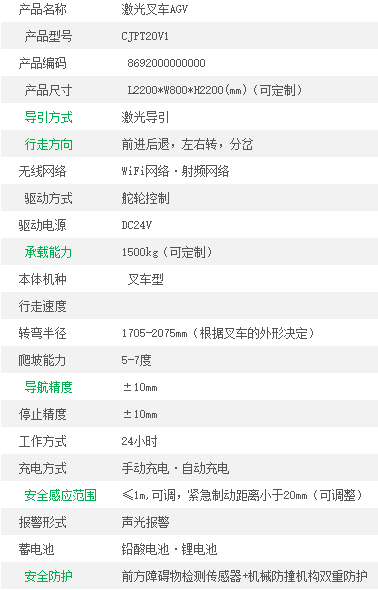 产品名称 激光叉车AGV
产品型号 CJPT20V1
产品编码 8692000000000
产品尺寸 L2200*W800*H2200(mm)（可定制）
导引方式 激光导引
行走方向 前进后退，左右转，分岔
无线网络 WiFi网络·射频网络
驱动方式 舵轮控制
驱动电源 DC24V
承载能力 1500kg（可定制）
本体机种 叉车型
行走速度
转弯半径 1705-2075mm（根据叉车的外形决定）
爬坡能力 5-7度
导航精度 ±10mm
停止精度 ±10mm
工作方式 24小时
充电方式 手动充电·自动充电
安全感应范围 ≤1m,可调，紧急制动距离小于20mm（可调整）
报警形式 声光报警
蓄电池 铅酸电池·锂电池
安全防护 前方障碍物检测传感器+机械防撞机构双重防护